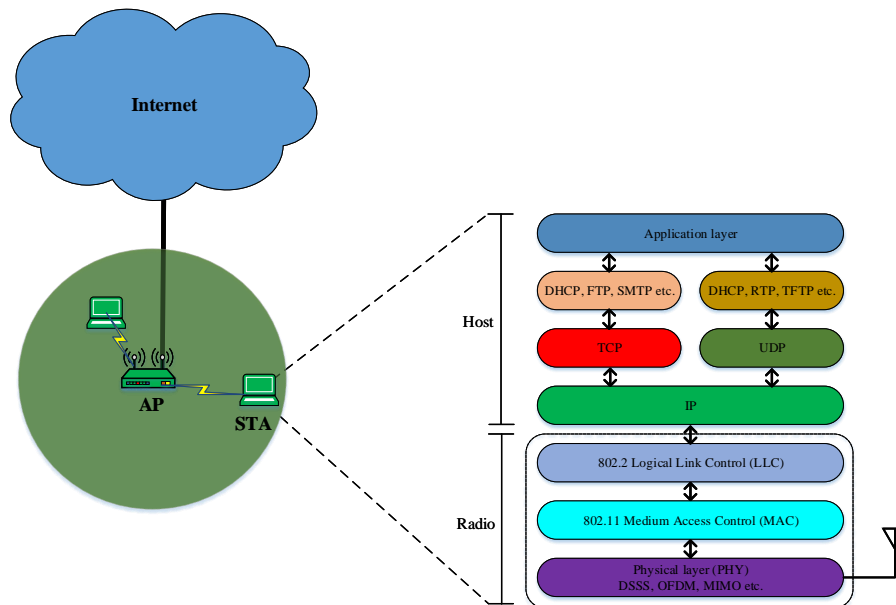 Internet
AP
STA
Host
Radio
Application layer
DHCP, FTP, SMTP etc.
DHCP, RTP, TFTP etc.
TCP
UDP
IP
802.2 Logical Link Control (LLC)
802.11 Medium Access Control (MAC)
Physical layer (PHY)
DSSS, OFDM, MIMO etc.